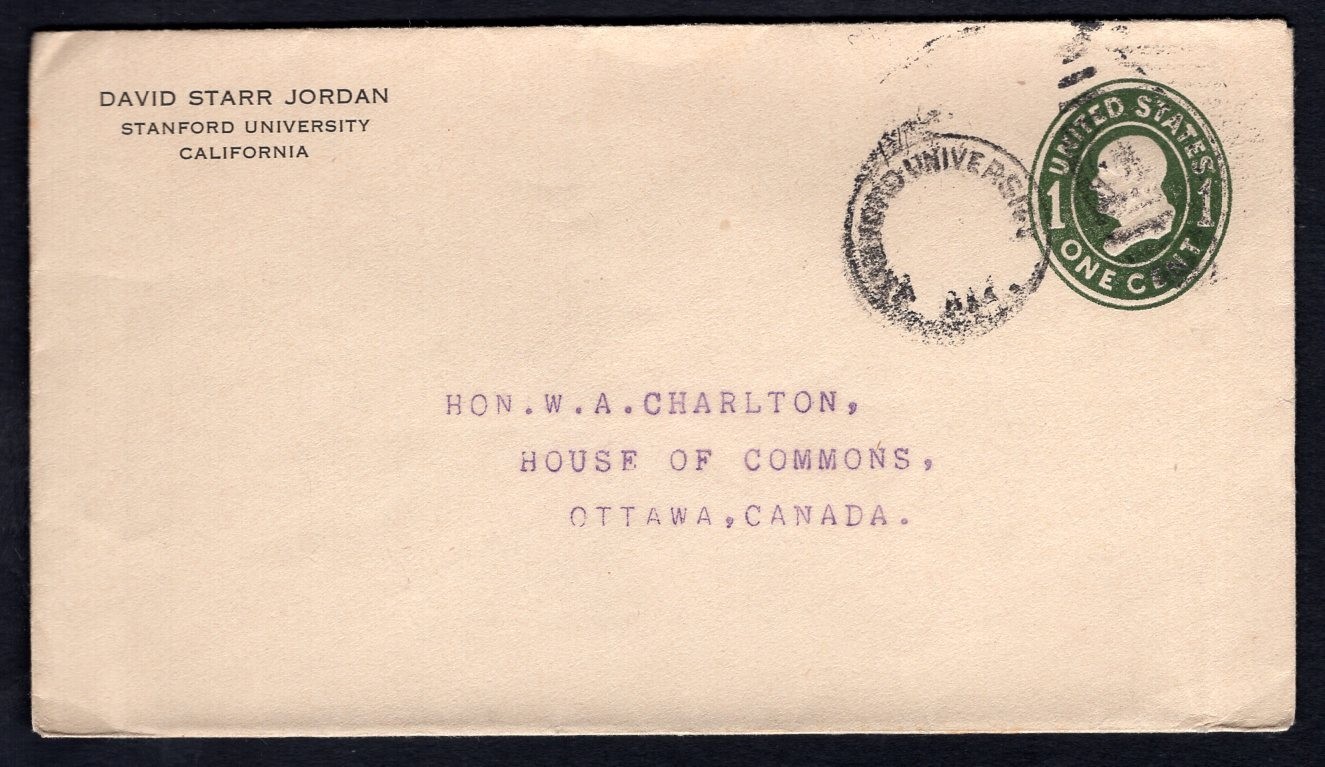 DAVID STARR JORDAN
STANFORD UNIVERSITY
CALIFORNIA
UNIVERSITY
UNITED STATES
1 1
ONE CENT
HON.W.A.CHARLTON,
HOUSE OF COMMONS,
OTTAWA,CANADA.